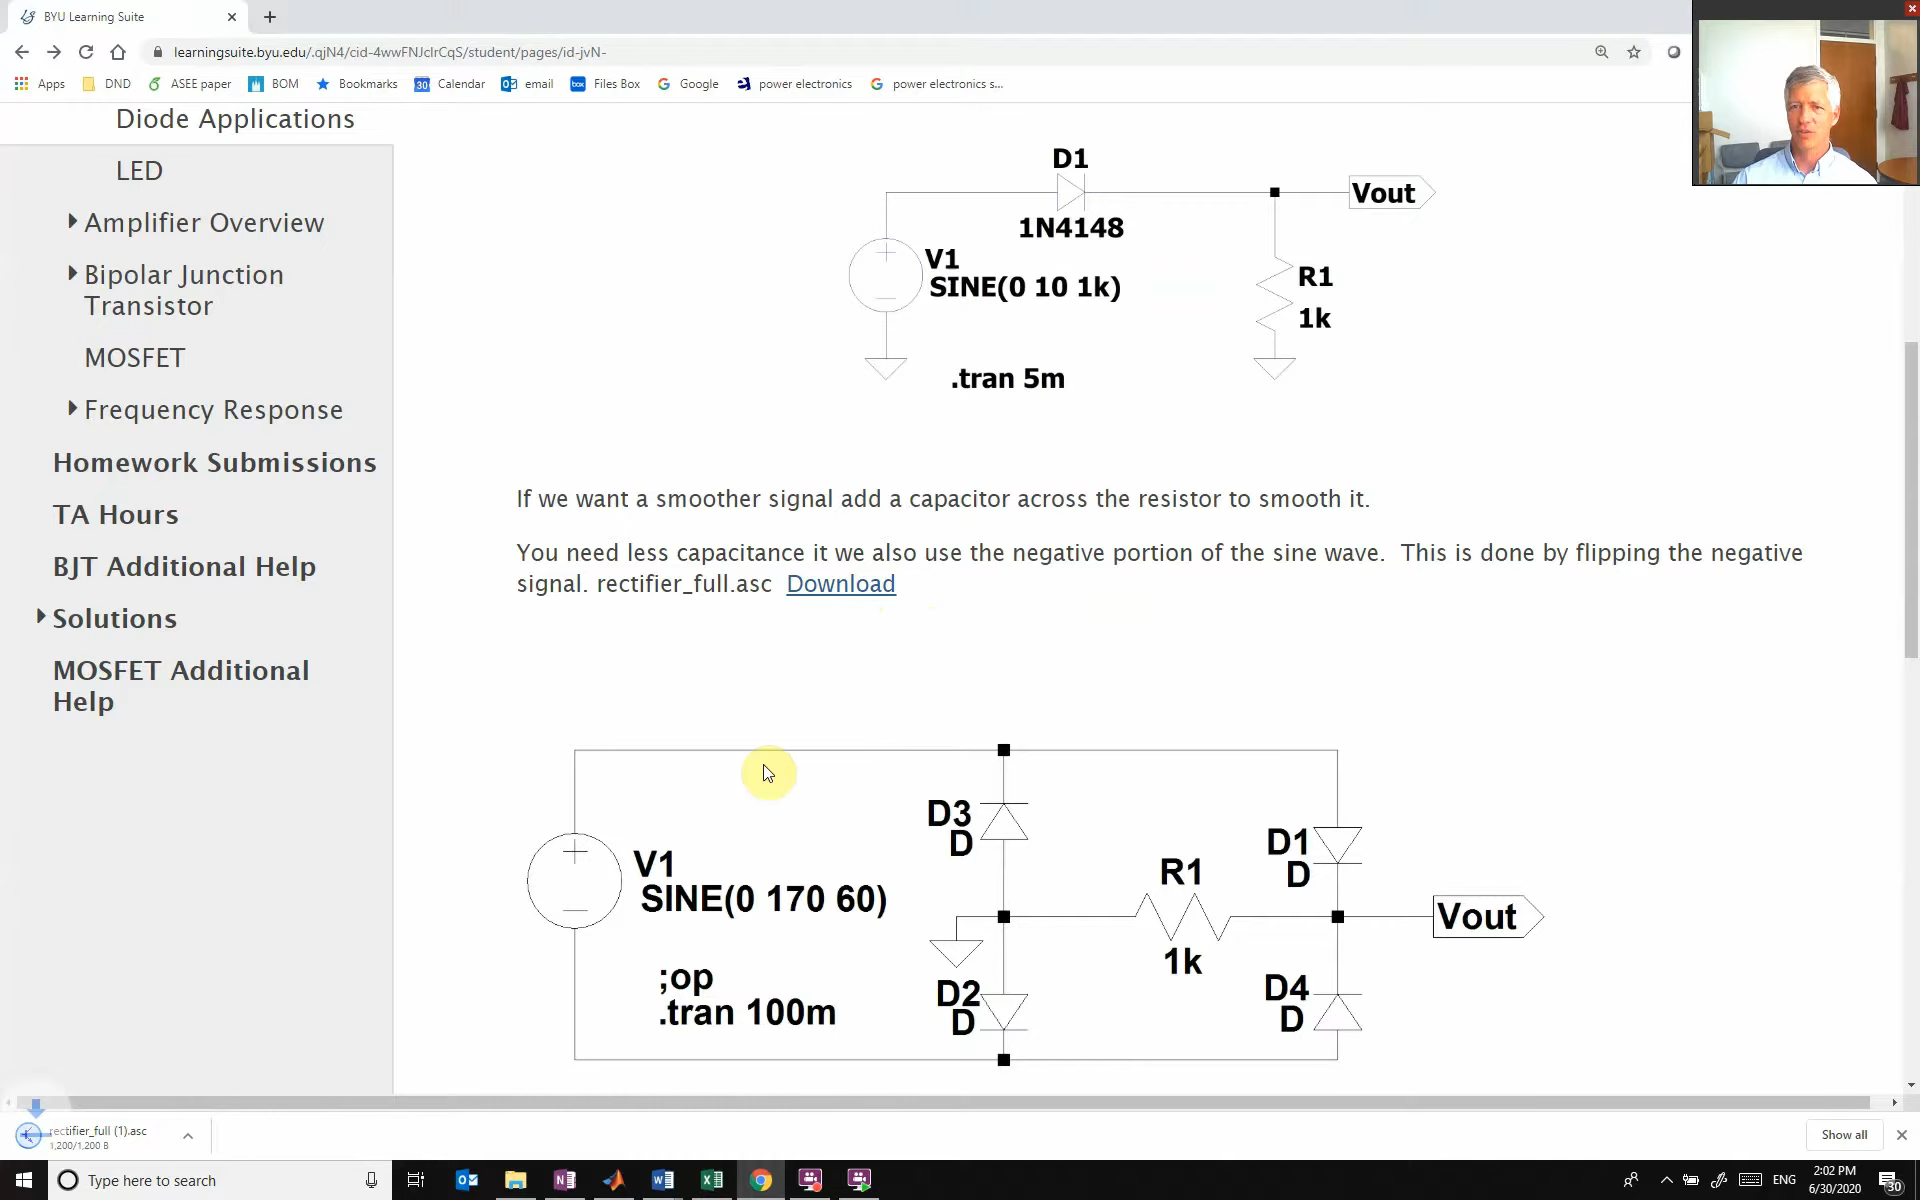 BYU Learning Suite
learningsuite.byu.edu/.qjN4/cid-4wwFNJcIrCqS/student/pages/id-jvN-
Apps
DND
ASEE paper
BOM
Bookmarks
30
Calendar
email
box
Files Box
Google
power electronics
power electronics s...
Diode Applications
LED
Amplifier Overview
Bipolar Junction
Transistor
MOSFET
Frequency Response
Homework Submissions
TA Hours
BJT Additional Help
Solutions
MOSFET Additional
Help
D1
1N4148
Vout
V1
SINE(0 10 1k)
R1
1k
.tran 5m
If we want a smoother signal add a capacitor across the resistor to smooth it.
You need less capacitance it we also use the negative portion of the sine wave. This is done by flipping the negative
signal. rectifier_full.asc Download
D3
D
D1
D
V1
SINE(0 170 60)
R1
1k
Vout
;op
.tran 100m
D2
D
D4
D
rectifier_full (1).asc
1,200/1,200 B
Show all
Type here to search
ENG
2:02 PM
6/30/2020
30